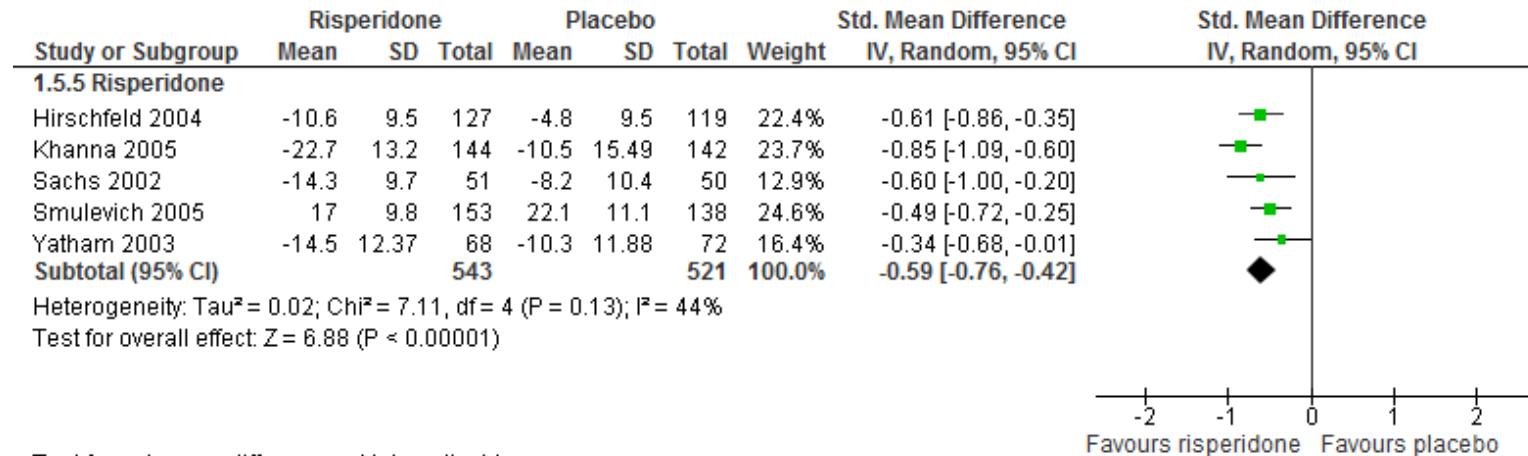 Risperidone Placebo Std. Mean Difference Std. Mean Difference
Study or Subgroup Mean SD Total Mean SD Total Weight IV, Random, 95% CI IV, Random, 95% CI
1.5.5 Risperidone
Hirschfeld 2004 -10.6 9.5 127 -4.8 9.5 119 22.4% -0.61 [-0.86, -0.35]
Khanna 2005 -22.7 13.2 144 -10.5 15.49 142 23.7% -0.85 [-1.09, -0.60]
Sachs 2002 -14.3 9.7 51 -8.2 10.4 50 12.9% -0.60 [-1.00, -0.20]
Smulevich 2005 17 9.8 153 22.1 11.1 138 24.6% -0.49 [-0.72, -0.25]
Yatham 2003 -14.5 12.37 68 -10.3 11.88 72 16.4% -0.34 [-0.68, -0.01]
Subtotal (95% CI) 543 521 100.0% -0.59 [-0.76, -0.42]
Heterogeneity: Tau² = 0.02; Chi² = 7.11, df = 4 (P = 0.13); I² = 44%
Test for overall effect: Z = 6.88 (P < 0.00001)
-2 -1 0 1 2
Favours risperidone Favours placebo